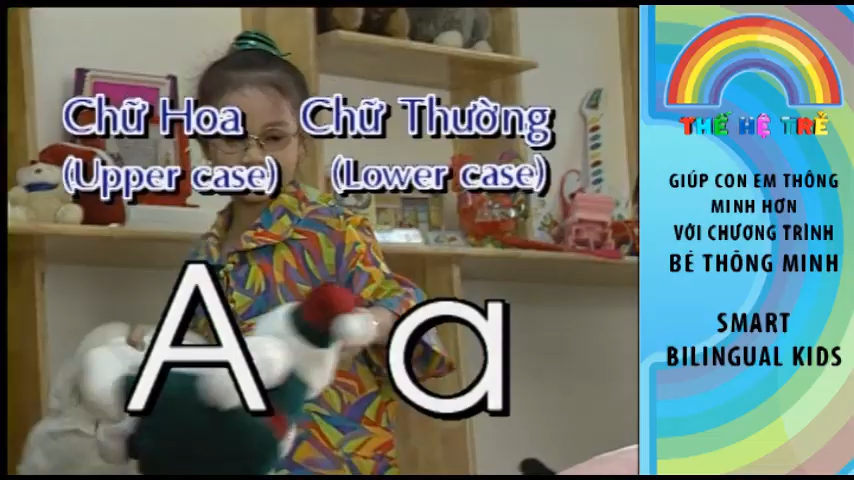 Chữ Hoa Chữ Thường
(Upper case) (Lower case)
A a
THẾ HỆ TRẺ
GIÚP CON EM THÔNG
MINH HƠN
VỚI CHƯƠNG TRÌNH
BÉ THÔNG MINH
SMART
BILINGUAL KIDS